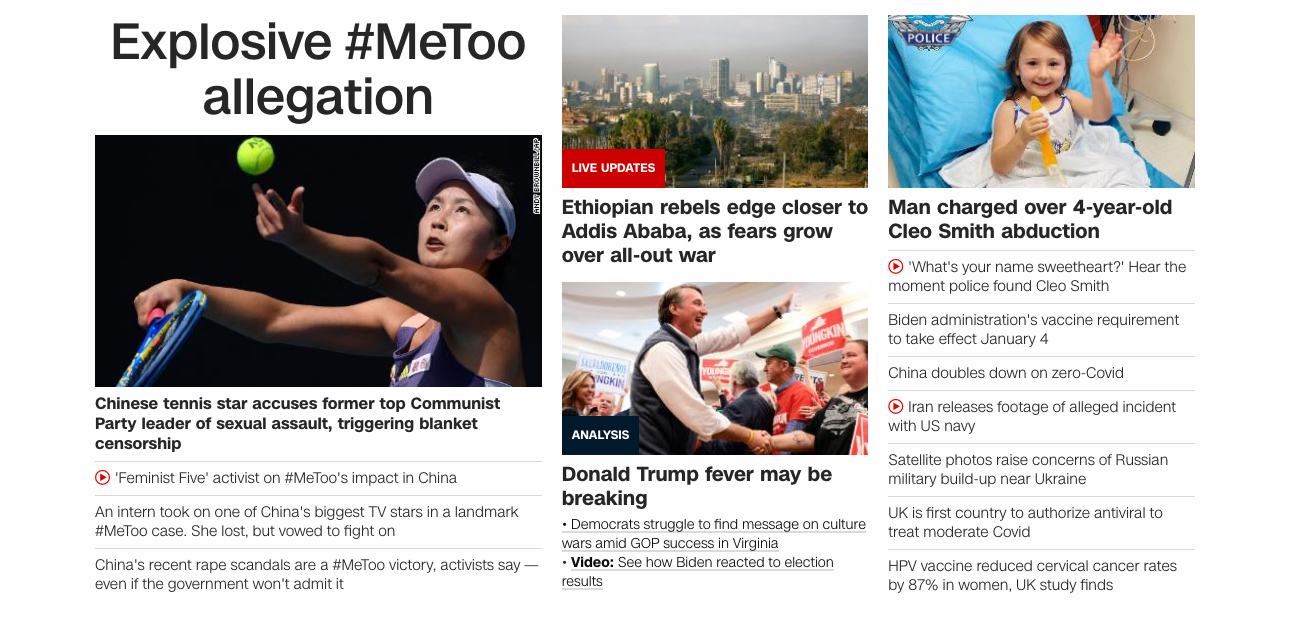 Explosive #MeToo
allegation
ANDY BROWNBILL/AP
Chinese tennis star accuses former top Communist
Party leader of sexual assault, triggering blanket
censorship
'Feminist Five' activist on #MeToo's impact in China
An intern took on one of China's biggest TV stars in a landmark
#MeToo case. She lost, but vowed to fight on
China's recent rape scandals are a #MeToo victory, activists say —
even if the government won't admit it
LIVE UPDATES
Ethiopian rebels edge closer to
Addis Ababa, as fears grow
over all-out war
YOUNGKIN
ANALYSIS
Donald Trump fever may be
breaking
• Democrats struggle to find message on culture
wars amid GOP success in Virginia
• Video: See how Biden reacted to election
results
POLICE
Man charged over 4-year-old
Cleo Smith abduction
'What's your name sweetheart?' Hear the
moment police found Cleo Smith
Biden administration's vaccine requirement
to take effect January 4
China doubles down on zero-Covid
Iran releases footage of alleged incident
with US navy
Satellite photos raise concerns of Russian
military build-up near Ukraine
UK is first country to authorize antiviral to
treat moderate Covid
HPV vaccine reduced cervical cancer rates
by 87% in women, UK study finds